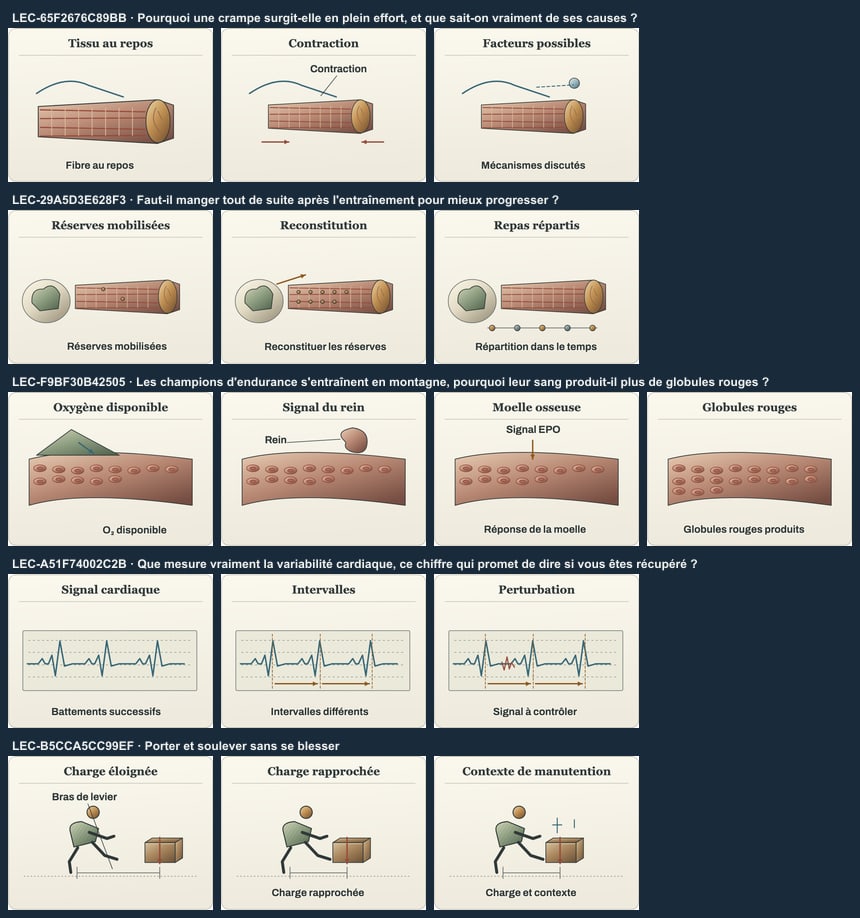 LEC-65F2676C89BB · Pourquoi une crampe surgit-elle en plein effort, et que sait-on vraiment de ses causes ?
Tissu au repos
Contraction
Facteurs possibles
Contraction
Fibre au repos
Mécanismes discutés
LEC-29A5D3E628F3 · Faut-il manger tout de suite après l'entraînement pour mieux progresser ?
Réserves mobilisées
Reconstitution
Repas répartis
Réserves mobilisées
Reconstituer les réserves
Répartition dans le temps
LEC-F9BF30B42505 · Les champions d'endurance s'entraînent en montagne, pourquoi leur sang produit-il plus de globules rouges ?
Oxygène disponible
Signal du rein
Moelle osseuse
Globules rouges
Rein
Signal EPO
O₂ disponible
Réponse de la moelle
Globules rouges produits
LEC-A51F74002C2B · Que mesure vraiment la variabilité cardiaque, ce chiffre qui promet de dire si vous êtes récupéré ?
Signal cardiaque
Intervalles
Perturbation
Battements successifs
Intervalles différents
Signal à contrôler
LEC-B5CCA5CC99EF · Porter et soulever sans se blesser
Charge éloignée
Charge rapprochée
Contexte de manutention
Bras de levier
Charge rapprochée
Charge et contexte